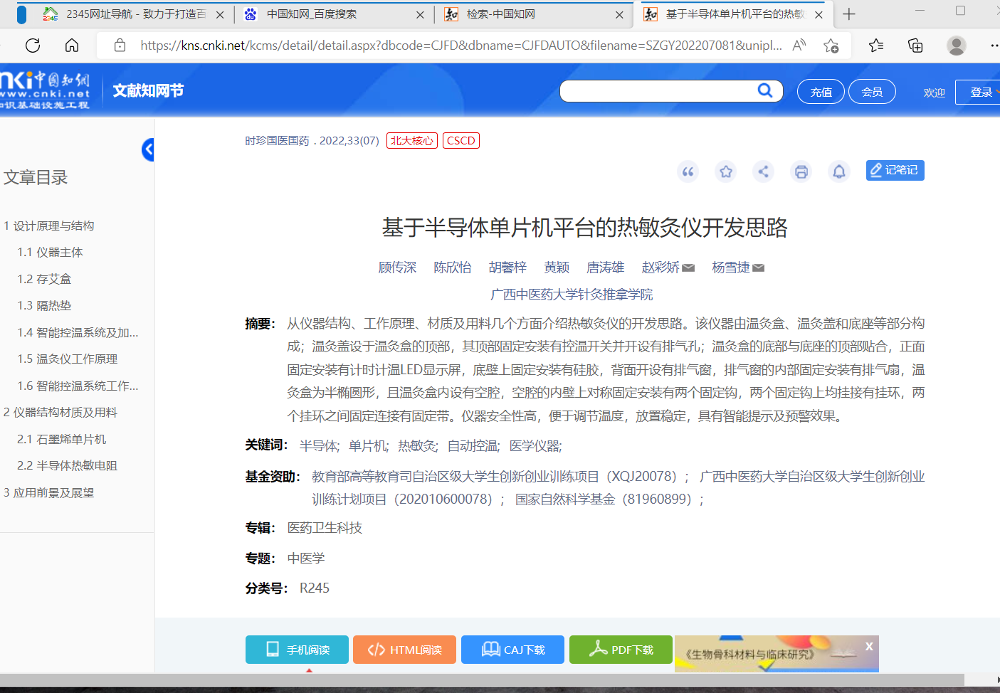 2345网址导航 - 致力于打造百
中国知网_百度搜索
检索-中国知网
基于半导体单片机平台的热敏
https://kns.cnki.net/kcms/detail/detail.aspx?dbcode=CJFD&dbname=CJFDAUTO&filename=SZGY202207081&unipl...
中国知网
www.cnki.net
知识基础设施工程
文献知网节
充值
会员
欢迎
登录
时珍国医国药 . 2022,33(07)
北大核心
CSCD
记笔记
文章目录
1 设计原理与结构
1.1 仪器主体
1.2 存艾盒
1.3 隔热垫
1.4 智能控温系统及加...
1.5 温灸仪工作原理
1.6 智能控温系统工作...
2 仪器结构材质及用料
2.1 石墨烯单片机
2.2 半导体热敏电阻
3 应用前景及展望
基于半导体单片机平台的热敏灸仪开发思路
顾传深 陈欣怡 胡馨梓 黄颖 唐涛雄 赵彩娇 杨雪捷
广西中医药大学针灸推拿学院
摘要： 从仪器结构、工作原理、材质及用料几个方面介绍热敏灸仪的开发思路。该仪器由温灸盒、温灸盖和底座等部分构
成；温灸盖设于温灸盒的顶部，其顶部固定安装有控温开关并开设有排气孔；温灸盒的底部与底座的顶部贴合，正面
固定安装有计时计温LED显示屏，底壁上固定安装有硅胶，背面开设有排气窗，排气窗的内部固定安装有排气扇，温
灸盒为半椭圆形，且温灸盒内设有空腔，空腔的内壁上对称固定安装有两个固定钩，两个固定钩上均挂接有挂环，两
个挂环之间固定连接有固定带。仪器安全性高，便于调节温度，放置稳定，具有智能提示及预警效果。
关键词： 半导体; 单片机; 热敏灸; 自动控温; 医学仪器;
基金资助： 教育部高等教育司自治区级大学生创新创业训练项目（XQJ20078）； 广西中医药大学自治区级大学生创新创业
训练计划项目（202010600078）； 国家自然科学基金（81960899）；
专辑： 医药卫生科技
专题： 中医学
分类号： R245
手机阅读
HTML阅读
CAJ下载
PDF下载
《生物骨科材料与临床研究》
X